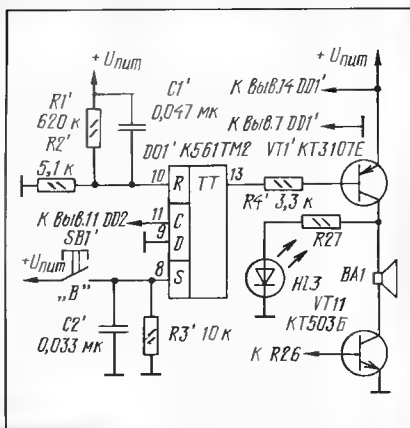 +Uпит
+Uпит
C1'
0,047 мк
К выв.14 DD1'
R1'
620 к
R2'
5,1 к
К выв.7 DD1'
DD1' К561ТМ2
VT1' КТ3107Е
10
R
TT
13
R4' 3,3 к
К выв.11 DD2
11
C
9
D
SB1'
+Uпит
8
S
„В"
R27
HL3
BA1
VT11
КТ503Б
C2'
0,033 мк
R3' 10 к
К R26